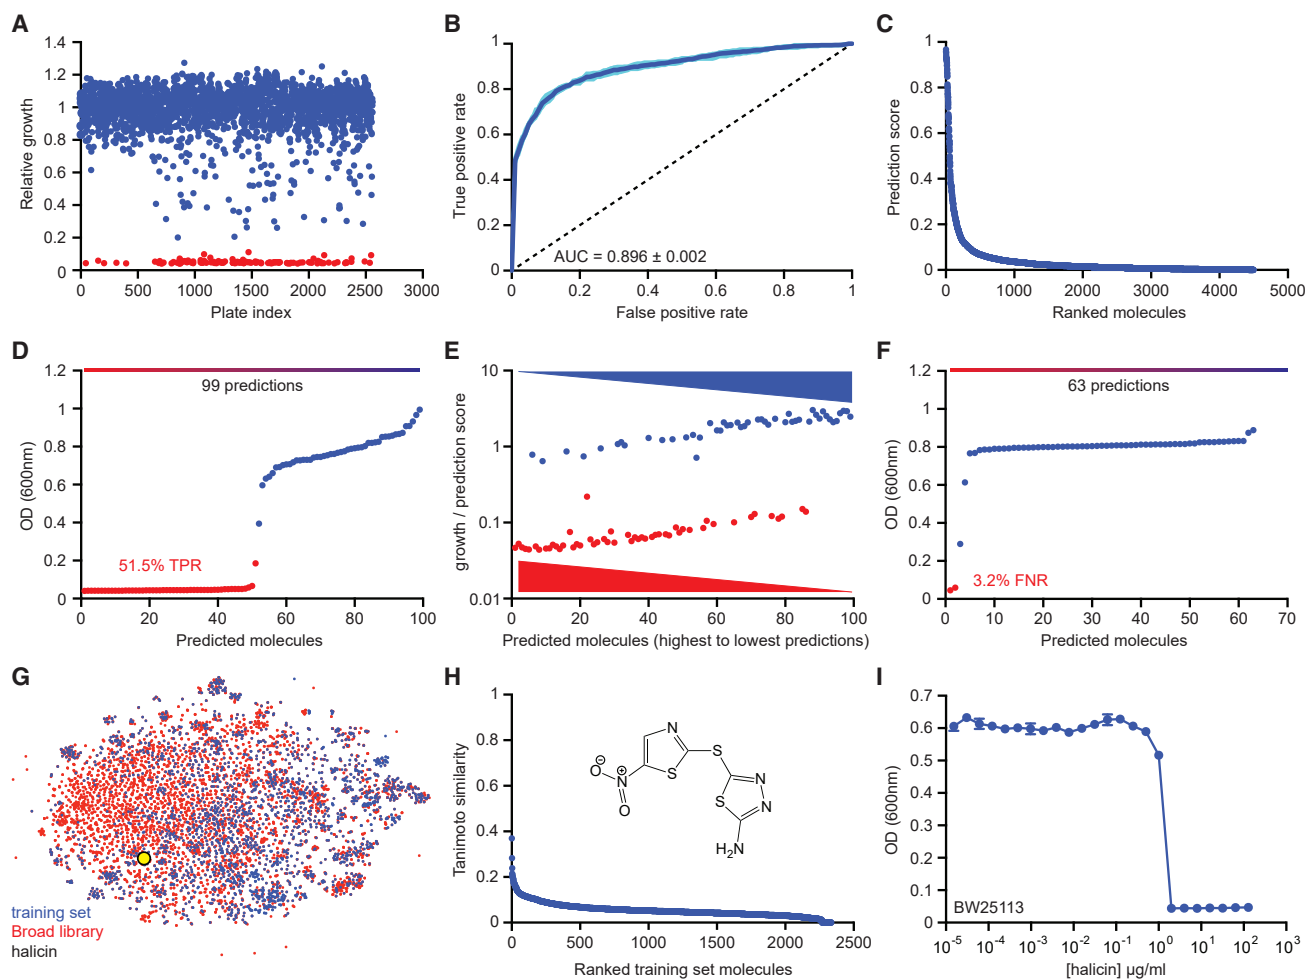 A
1.4
1.2
1
0.8
0.6
0.4
0.2
0
Relative growth
0 500 1000 1500 2000 2500 3000
Plate index
B
1
0.8
0.6
0.4
0.2
0
True positive rate
AUC = 0.896 ± 0.002
0 0.2 0.4 0.6 0.8 1
False positive rate
C
1
0.8
0.6
0.4
0.2
0
Prediction score
0 1000 2000 3000 4000 5000
Ranked molecules
D
1.2
1
0.8
0.6
0.4
0.2
0
OD (600nm)
99 predictions
51.5% TPR
0 20 40 60 80 100
Predicted molecules
E
10
1
0.1
0.01
growth / prediction score
0 20 40 60 80 100
Predicted molecules (highest to lowest predictions)
F
1.2
1
0.8
0.6
0.4
0.2
0
OD (600nm)
63 predictions
3.2% FNR
0 10 20 30 40 50 60 70
Predicted molecules
G
training set
Broad library
halicin
H
1
0.8
0.6
0.4
0.2
0
Tanimoto similarity
N
S
S
O⊖
N⊕
O
S
N
N
H₂N
0 500 1000 1500 2000 2500
Ranked training set molecules
I
0.7
0.6
0.5
0.4
0.3
0.2
0.1
0
OD (600nm)
BW25113
10⁻⁵ 10⁻⁴ 10⁻³ 10⁻² 10⁻¹ 10⁰ 10¹ 10² 10³
[halicin] µg/ml